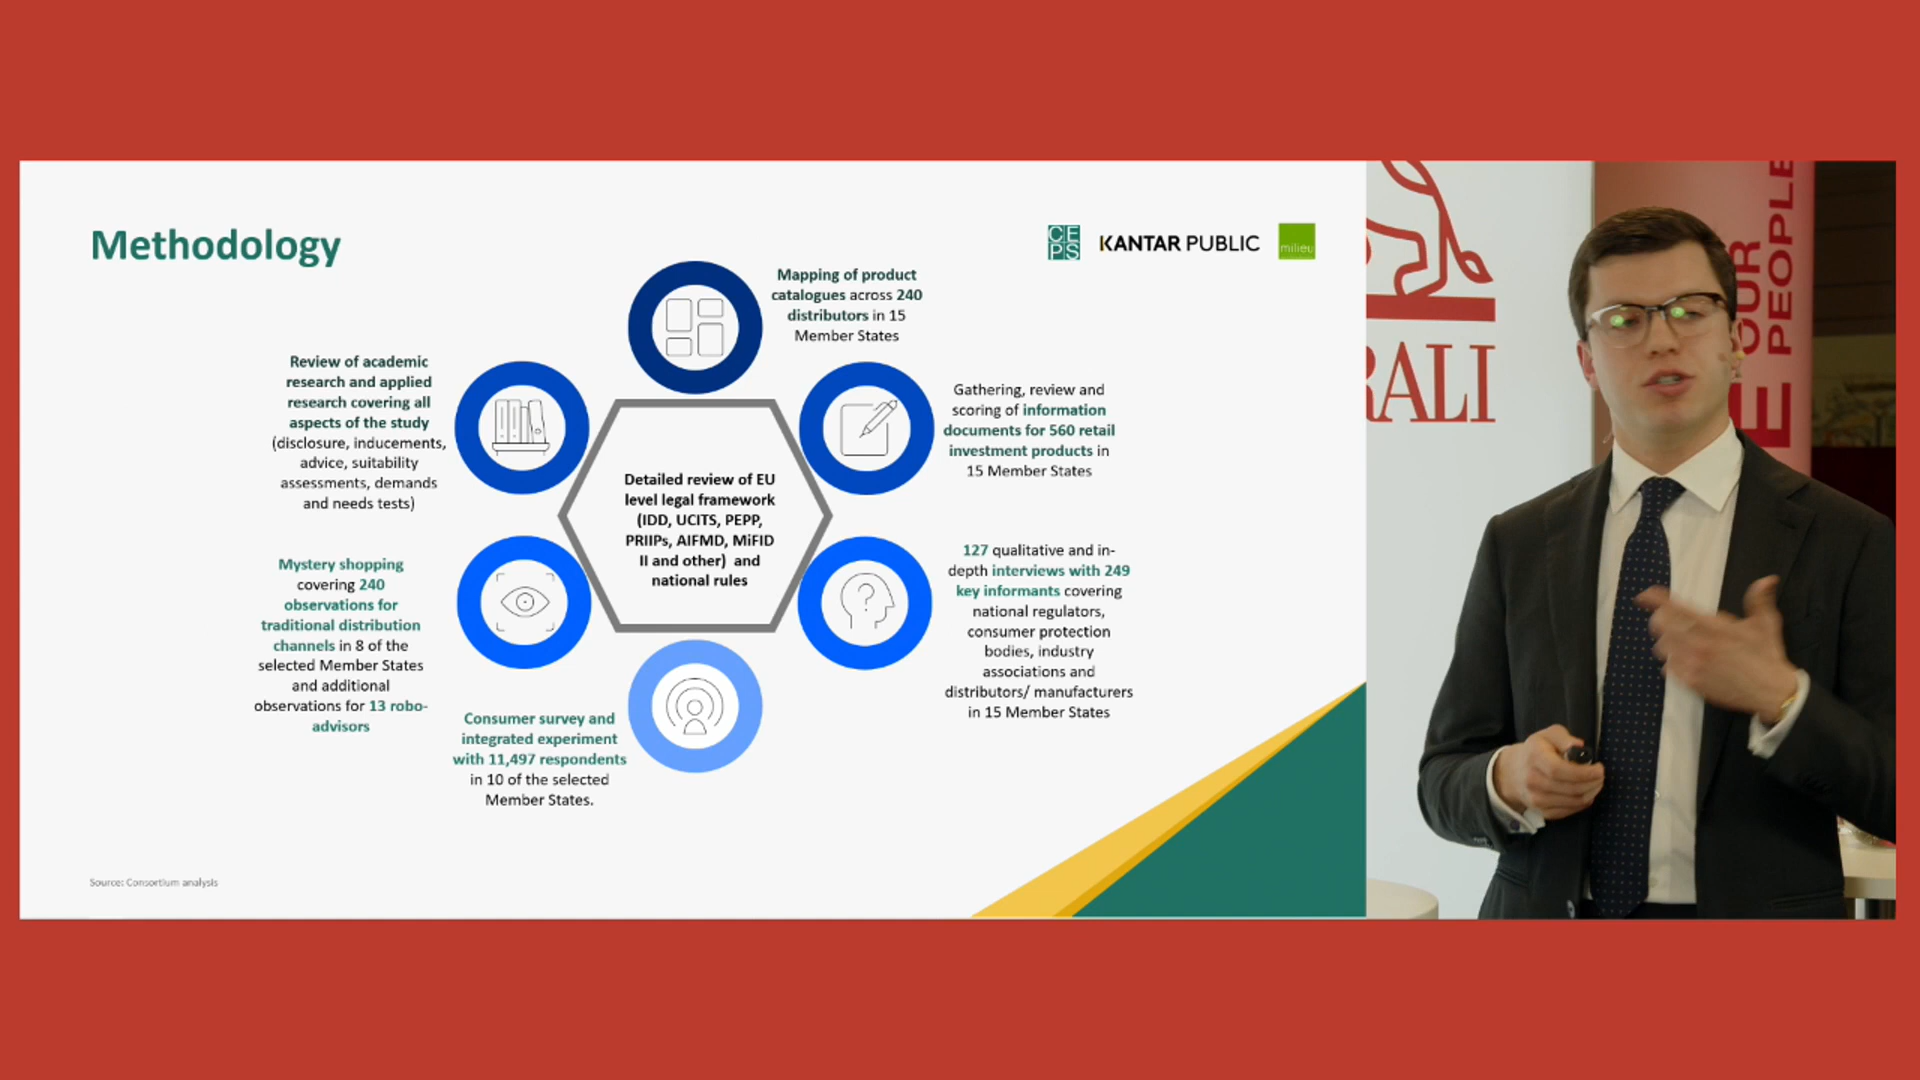 Methodology
CE
PS
KANTAR PUBLIC
milieu
Mapping of product
catalogues across 240
distributors in 15
Member States
Gathering, review and
scoring of information
documents for 560 retail
investment products in
15 Member States
127 qualitative and in-
depth interviews with 249
key informants covering
national regulators,
consumer protection
bodies, industry
associations and
distributors/ manufacturers
in 15 Member States
Consumer survey and
integrated experiment
with 11,497 respondents
in 10 of the selected
Member States.
Mystery shopping
covering 240
observations for
traditional distribution
channels in 8 of the
selected Member States
and additional
observations for 13 robo-
advisors
Review of academic
research and applied
research covering all
aspects of the study
(disclosure, inducements,
advice, suitability
assessments, demands
and needs tests)
Detailed review of EU
level legal framework
(IDD, UCITS, PEPP,
PRIIPs, AIFMD, MiFID
II and other) and
national rules
Source: Consortium analysis
RALI
OUR
PEOPLE
E